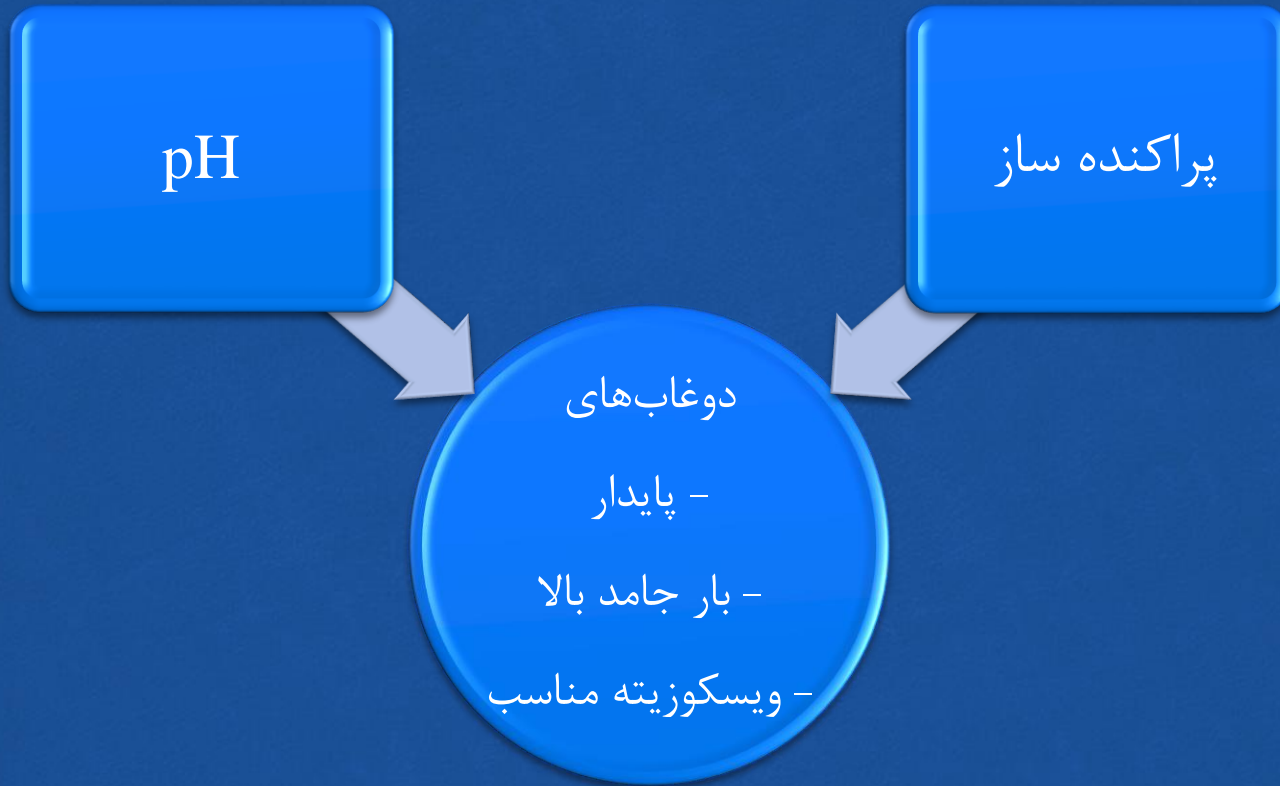 پراکنده ساز
pH
دوغاب‌های
- پایدار
- بار جامد بالا
- ویسکوزیته مناسب